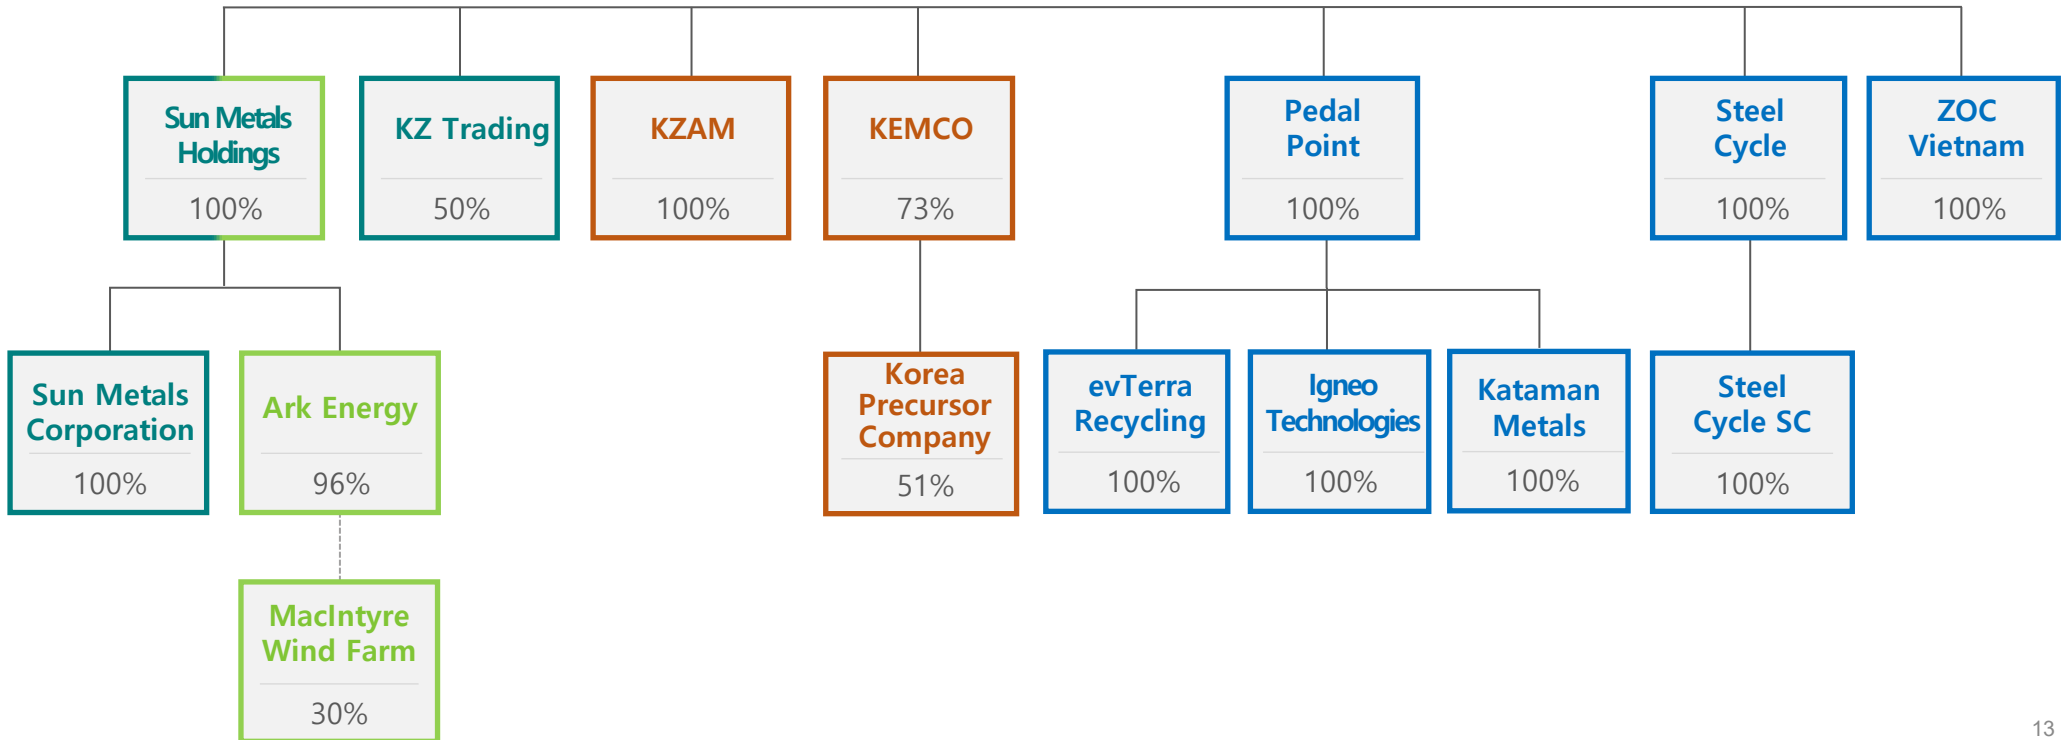 Sun Metals
Holdings
100%
KZ Trading
50%
KZAM
100%
KEMCO
73%
Pedal
Point
100%
Steel
Cycle
100%
ZOC
Vietnam
100%
Sun Metals
Corporation
100%
Ark Energy
96%
Korea
Precursor
Company
51%
evTerra
Recycling
100%
Igneo
Technologies
100%
Kataman
Metals
100%
Steel
Cycle SC
100%
MacIntyre
Wind Farm
30%
13